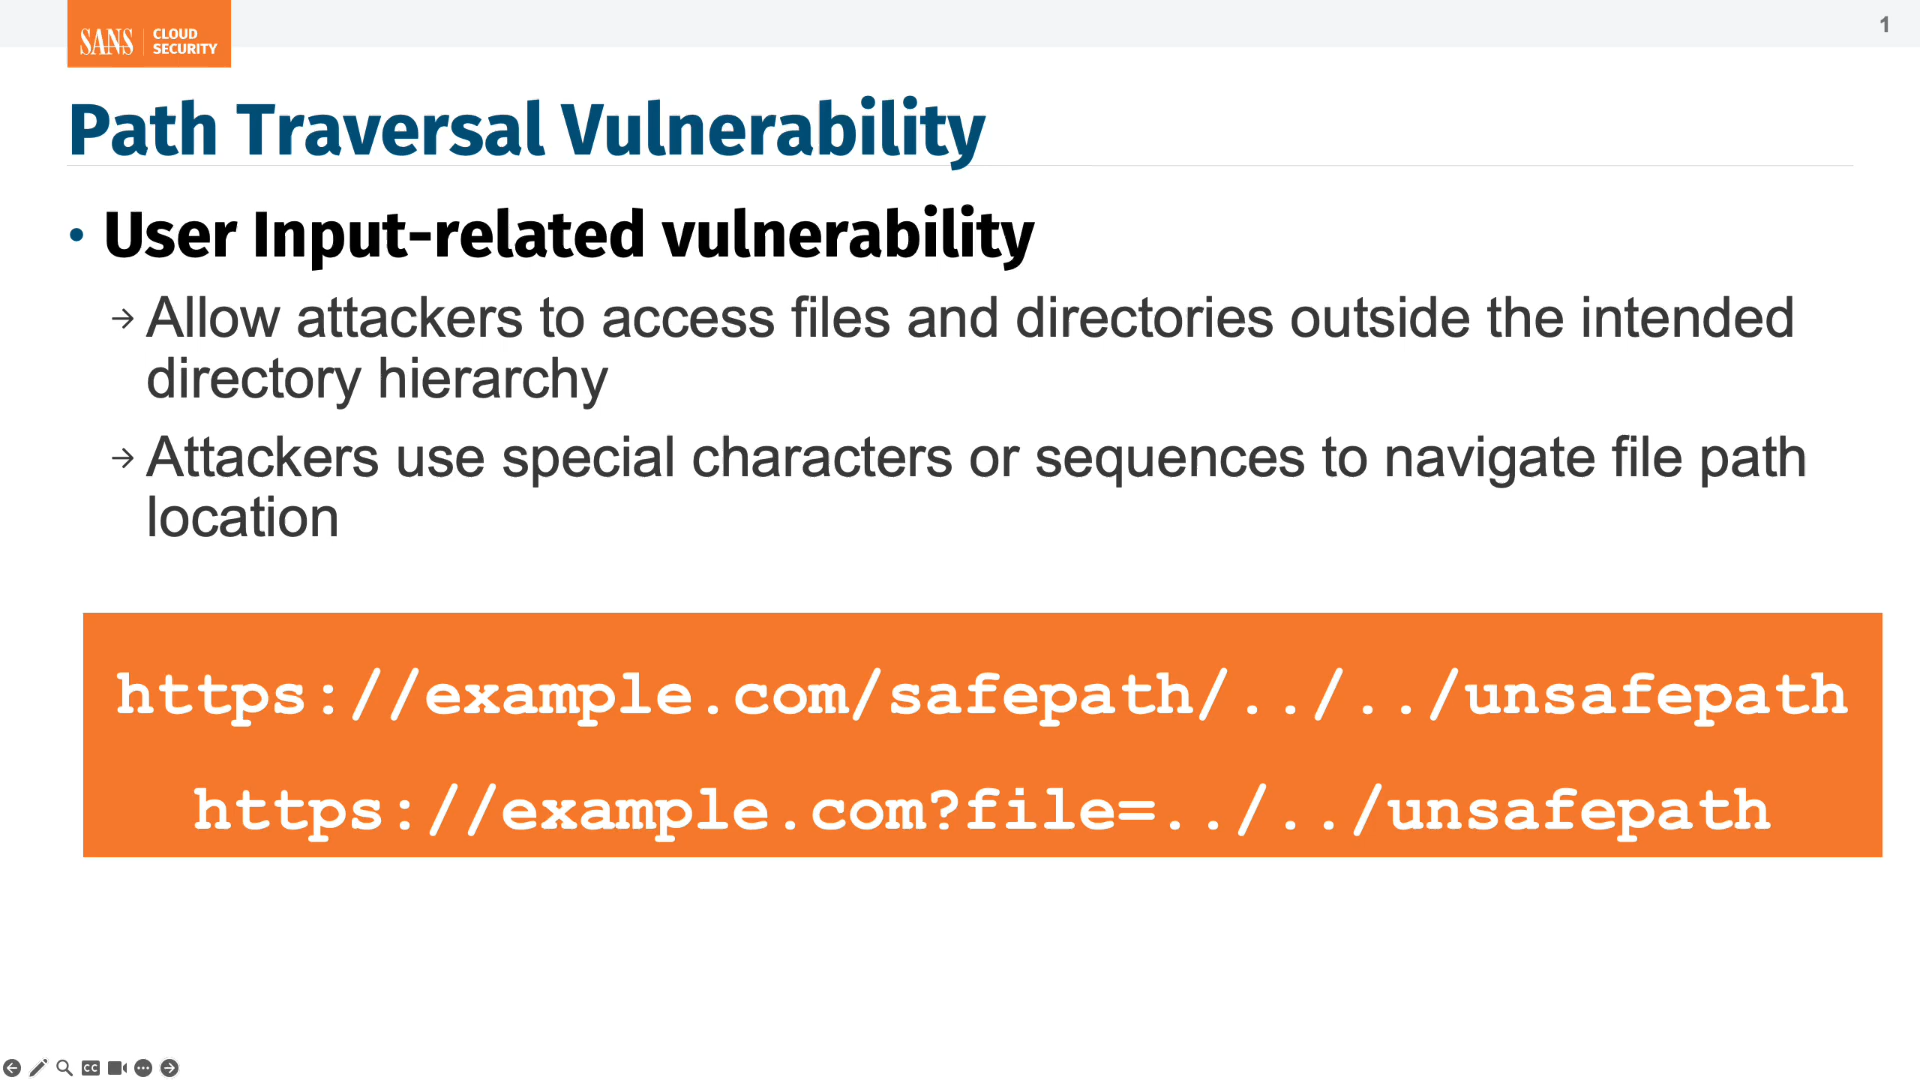 SANS
CLOUD
SECURITY
1
Path Traversal Vulnerability
• User Input-related vulnerability
→ Allow attackers to access files and directories outside the intended
directory hierarchy
→ Attackers use special characters or sequences to navigate file path
location
https://example.com/safepath/../../unsafepath
https://example.com?file=../../unsafepath
CC